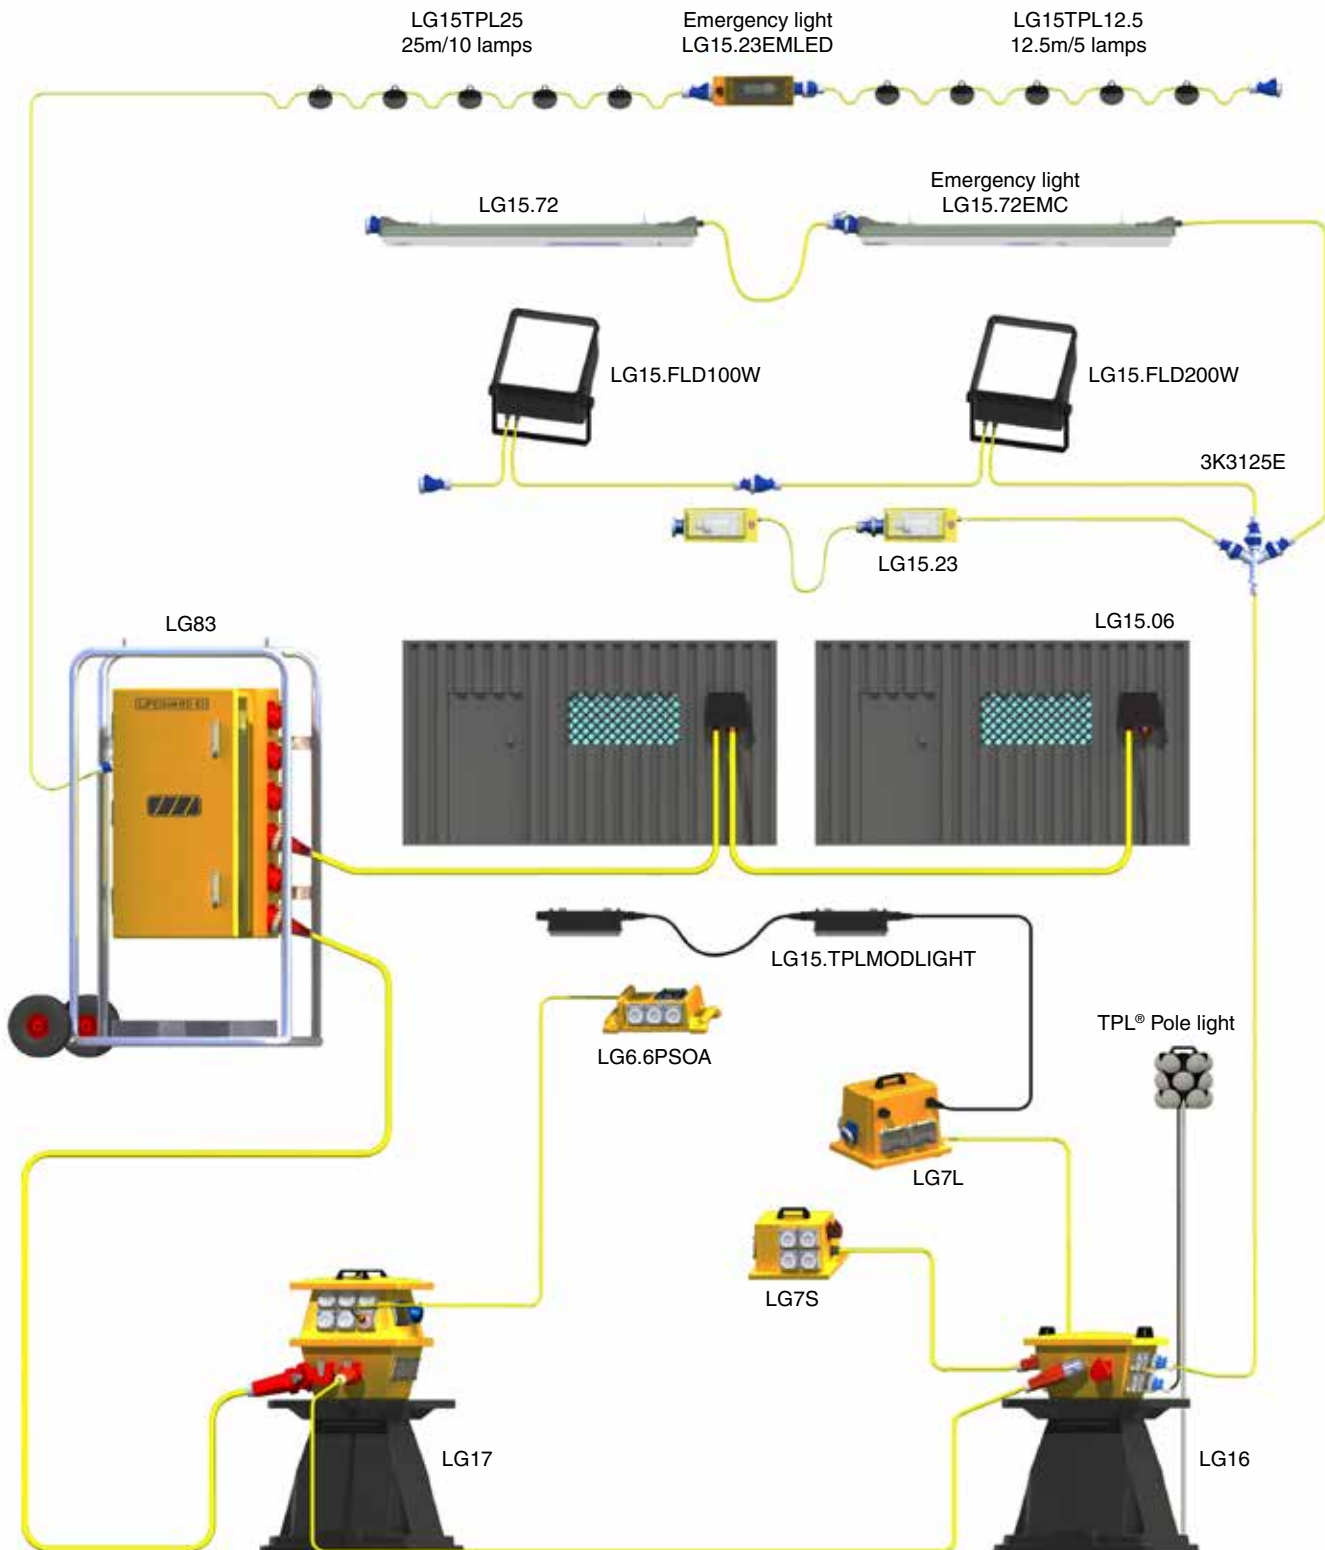 LG15TPL25
25m/10 lamps
Emergency light
LG15.23EMLED
LG15TPL12.5
12.5m/5 lamps
LG15.72
Emergency light
LG15.72EMC
LG15.FLD100W
LG15.FLD200W
3K3125E
LG15.23
LG83
LG15.06
LG15.TPLMODLIGHT
LG6.6PSOA
TPL® Pole light
LG7L
LG7S
LG17
LG16